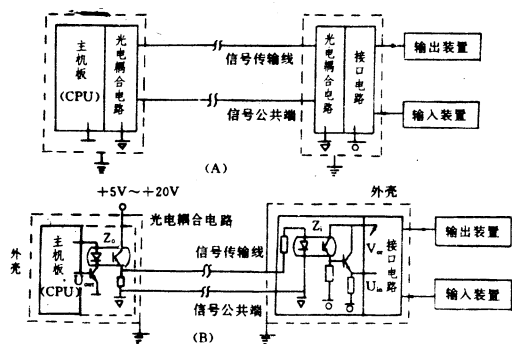 主机板
(CPU)
光电耦合电路
信号传输线
信号公共端
光电耦合电路
接口电路
输出装置
输入装置
(A)
+5V～+20V
外壳
光电耦合电路
外壳
主机板
(CPU)
Z₀
U out
信号传输线
信号公共端
Z₁
U in
接口电路
输出装置
输入装置
(B)